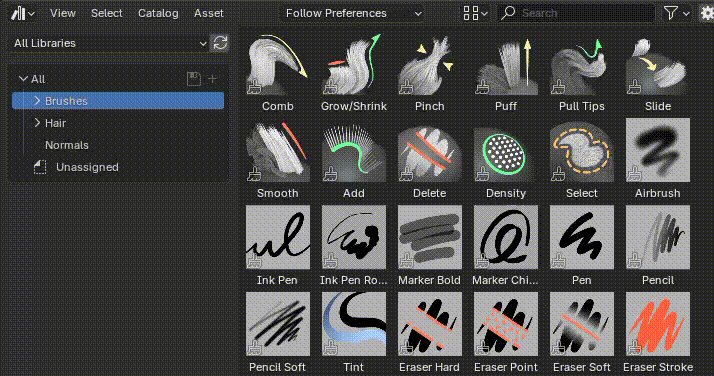 View Select Catalog Asset Follow Preferences Search
All Libraries
All
Brushes
Hair
Normals
Unassigned
Comb Grow/Shrink Pinch Puff Pull Tips Slide
Smooth Add Delete Density Select Airbrush
Ink Pen Ink Pen Ro... Marker Bold Marker Chi... Pen Pencil
Pencil Soft Tint Eraser Hard Eraser Point Eraser Soft Eraser Stroke